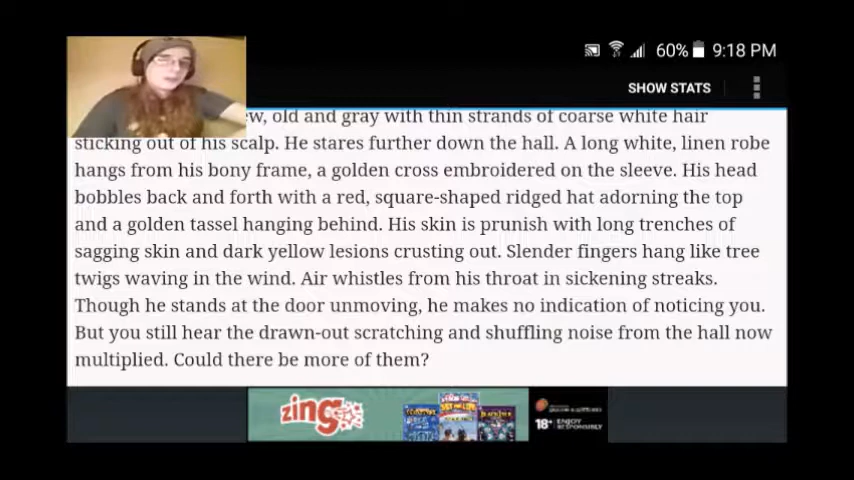 60% 9:18 PM
SHOW STATS
ew, old and gray with thin strands of coarse white hair
sticking out of his scalp. He stares further down the hall. A long white, linen robe
hangs from his bony frame, a golden cross embroidered on the sleeve. His head
bobbles back and forth with a red, square-shaped ridged hat adorning the top
and a golden tassel hanging behind. His skin is prunish with long trenches of
sagging skin and dark yellow lesions crusting out. Slender fingers hang like tree
twigs waving in the wind. Air whistles from his throat in sickening streaks.
Though he stands at the door unmoving, he makes no indication of noticing you.
But you still hear the drawn-out scratching and shuffling noise from the hall now
multiplied. Could there be more of them?
zing
18+ ENJOY
RESPONSIBLY